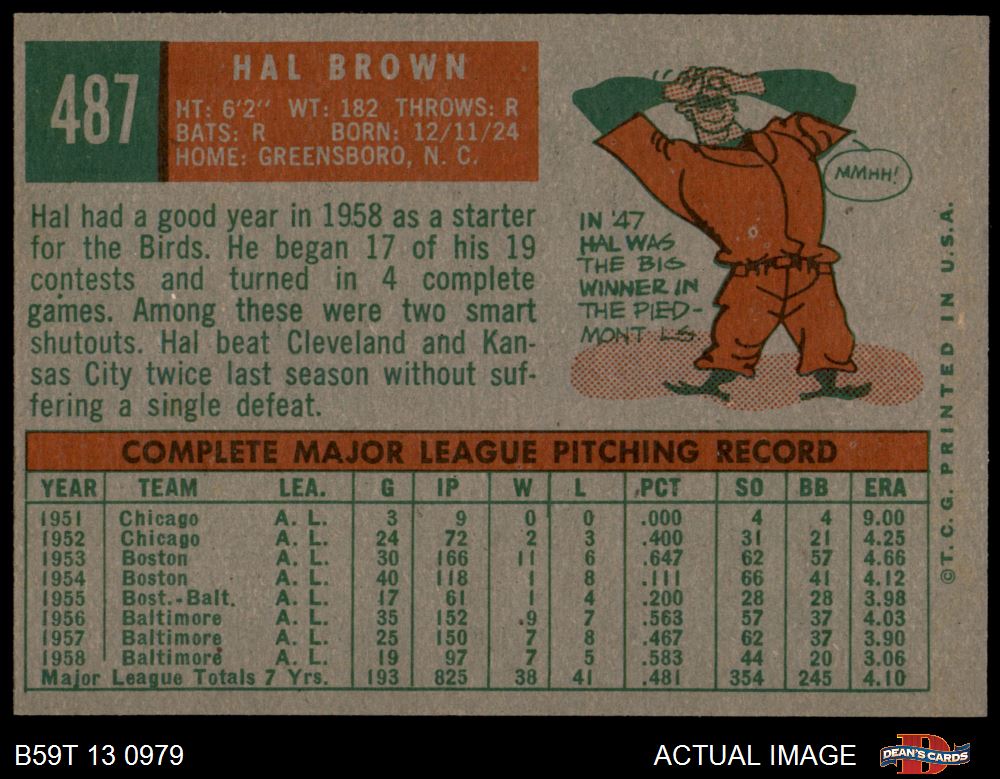 487
HAL BROWN
HT: 6'2" WT: 182 THROWS: R
BATS: R BORN: 12/11/24
HOME: GREENSBORO, N. C.
Hal had a good year in 1958 as a starter
for the Birds. He began 17 of his 19
contests and turned in 4 complete
games. Among these were two smart
shutouts. Hal beat Cleveland and Kan-
sas City twice last season without suf-
fering a single defeat.
MMHH!
IN '47
HAL WAS
THE BIG
WINNER IN
THE PIED-
MONT LG
COMPLETE MAJOR LEAGUE PITCHING RECORD
YEAR TEAM LEA. G IP W L PCT SO BB ERA
1951 Chicago A. L. 3 9 0 0 .000 4 4 9.00
1952 Chicago A. L. 24 72 2 3 .400 31 21 4.25
1953 Boston A. L. 30 166 11 6 .647 62 57 4.66
1954 Boston A. L. 40 118 1 8 .111 66 41 4.12
1955 Bost.-Balt. A. L. 17 61 1 4 .200 28 28 3.98
1956 Baltimore A. L. 35 152 9 7 .563 57 37 4.03
1957 Baltimore A. L. 25 150 7 8 .467 62 37 3.90
1958 Baltimore A. L. 19 97 7 5 .583 44 20 3.06
Major League Totals 7 Yrs. 193 825 38 41 .481 354 245 4.10
©T. C. G. PRINTED IN U.S.A.
B59T 13 0979
ACTUAL IMAGE
DEAN'S CARDS